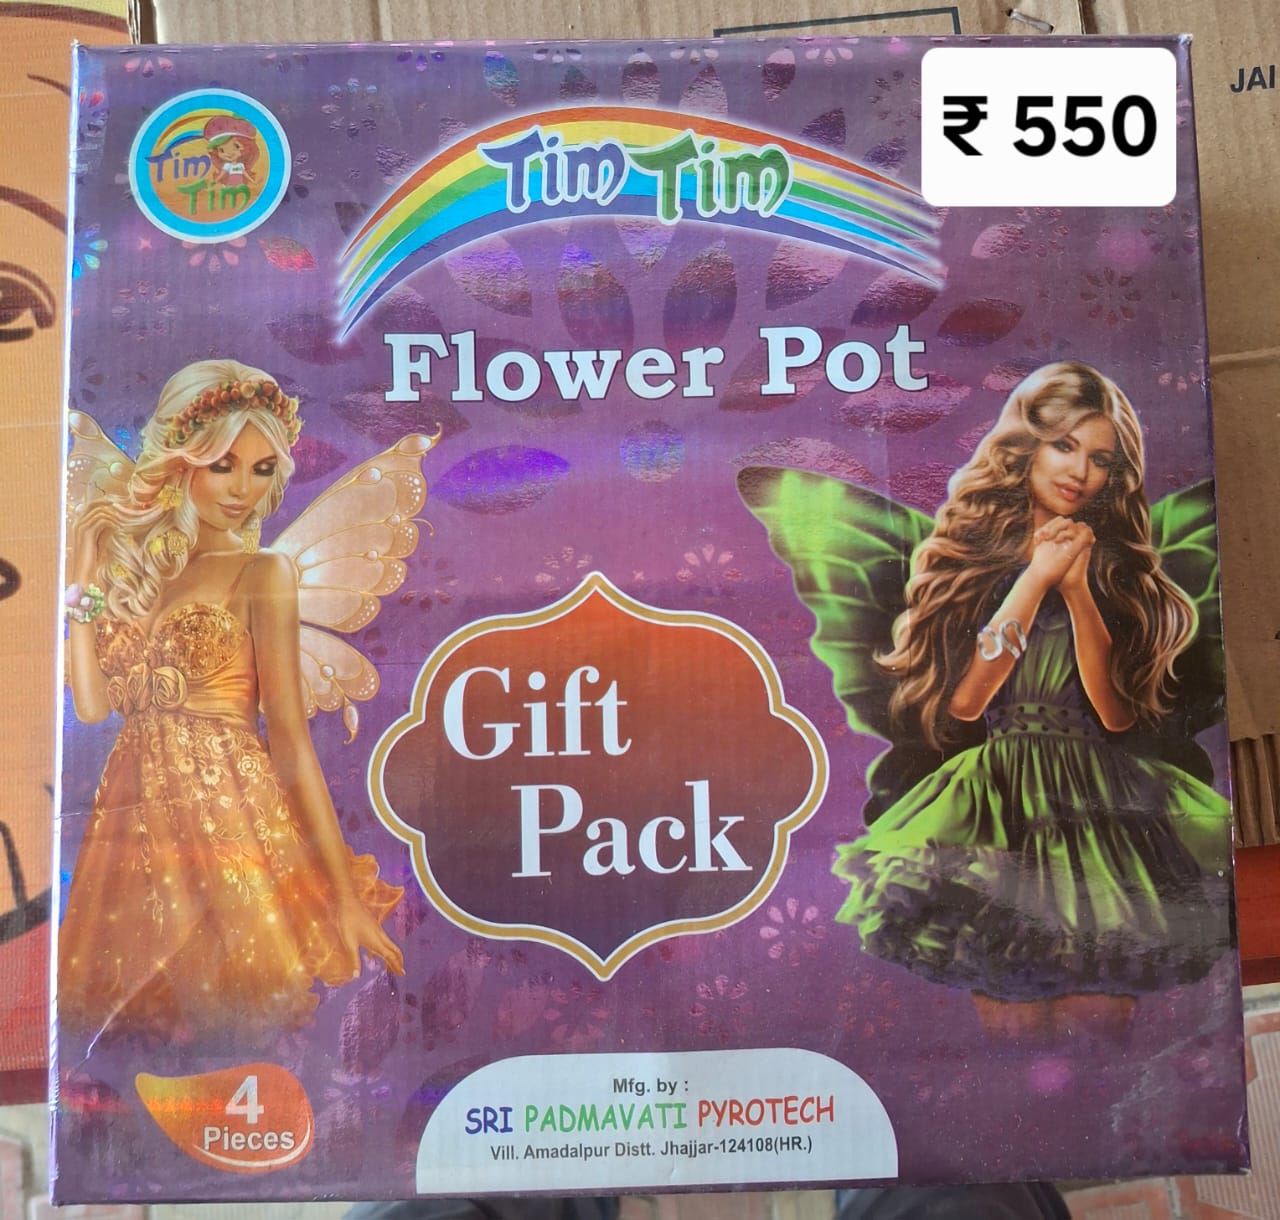 Tim
Tim
Tim Tim
₹ 550
JAI
Flower Pot
Gift
Pack
4
Pieces
Mfg. by :
SRI PADMAVATI PYROTECH
Vill. Amadalpur Distt. Jhajjar-124108(HR.)